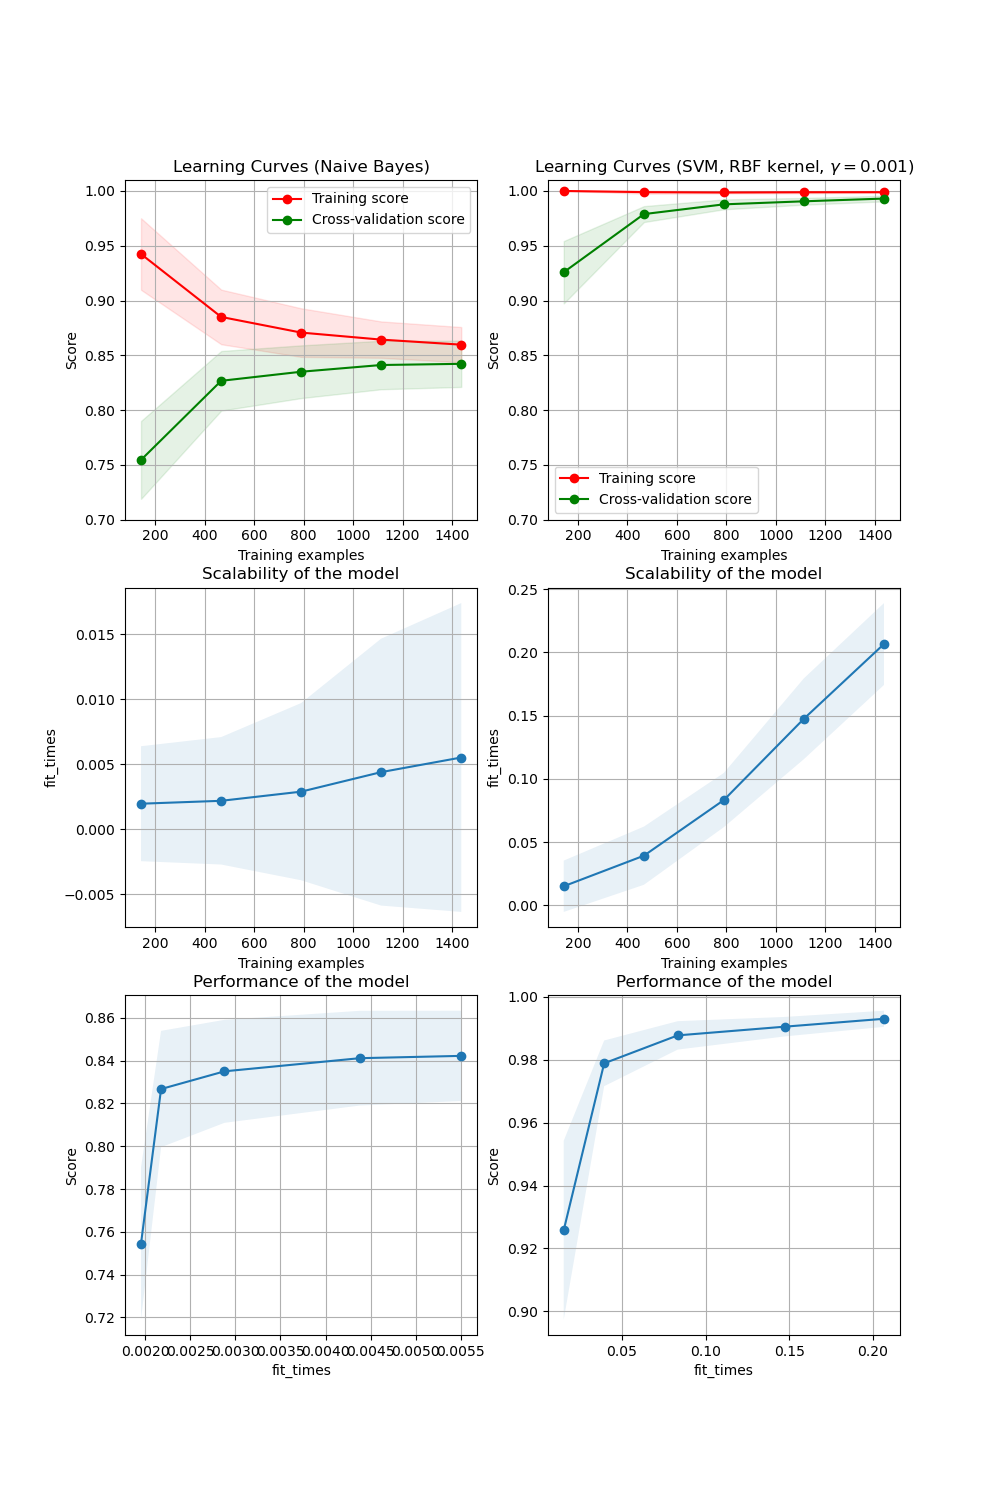 Learning Curves (Naive Bayes)
1.00
0.95
0.90
0.85
0.80
0.75
0.70
Score
Training score
Cross-validation score
200 400 600 800 1000 1200 1400
Training examples
Learning Curves (SVM, RBF kernel, γ = 0.001)
1.00
0.95
0.90
0.85
0.80
0.75
0.70
Score
Training score
Cross-validation score
200 400 600 800 1000 1200 1400
Training examples
Scalability of the model
0.015
0.010
0.005
0.000
−0.005
fit_times
200 400 600 800 1000 1200 1400
Training examples
Scalability of the model
0.25
0.20
0.15
0.10
0.05
0.00
fit_times
200 400 600 800 1000 1200 1400
Training examples
Performance of the model
0.86
0.84
0.82
0.80
0.78
0.76
0.74
0.72
Score
0.0020 0.0025 0.0030 0.0035 0.0040 0.0045 0.0050 0.0055
fit_times
Performance of the model
1.00
0.98
0.96
0.94
0.92
0.90
Score
0.05 0.10 0.15 0.20
fit_times